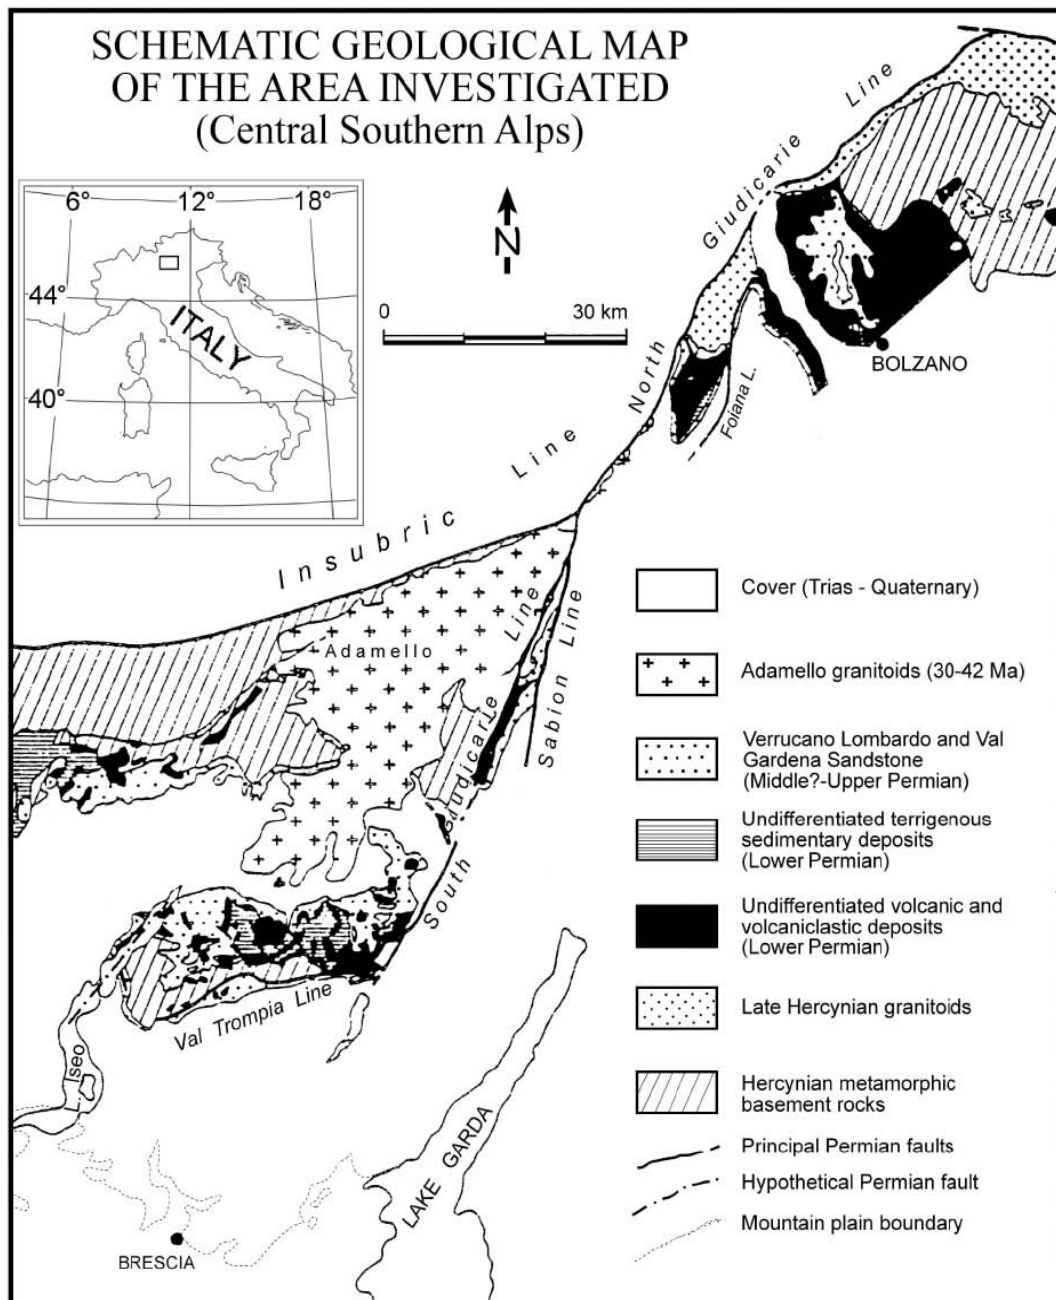 SCHEMATIC GEOLOGICAL MAP
OF THE AREA INVESTIGATED
(Central Southern Alps)
6° 12° 18°
44°
40°
ITALY
N
0 30 km
North Giudicarie Line
BOLZANO
Foiana L.
Insubric Line
Adamello
South Giudicarie Line
Sabion Line
Val Trompia Line
L. Iseo
LAKE GARDA
BRESCIA
Cover (Trias - Quaternary)
Adamello granitoids (30-42 Ma)
Verrucano Lombardo and Val
Gardena Sandstone
(Middle?-Upper Permian)
Undifferentiated terrigenous
sedimentary deposits
(Lower Permian)
Undifferentiated volcanic and
volcaniclastic deposits
(Lower Permian)
Late Hercynian granitoids
Hercynian metamorphic
basement rocks
Principal Permian faults
Hypothetical Permian fault
Mountain plain boundary